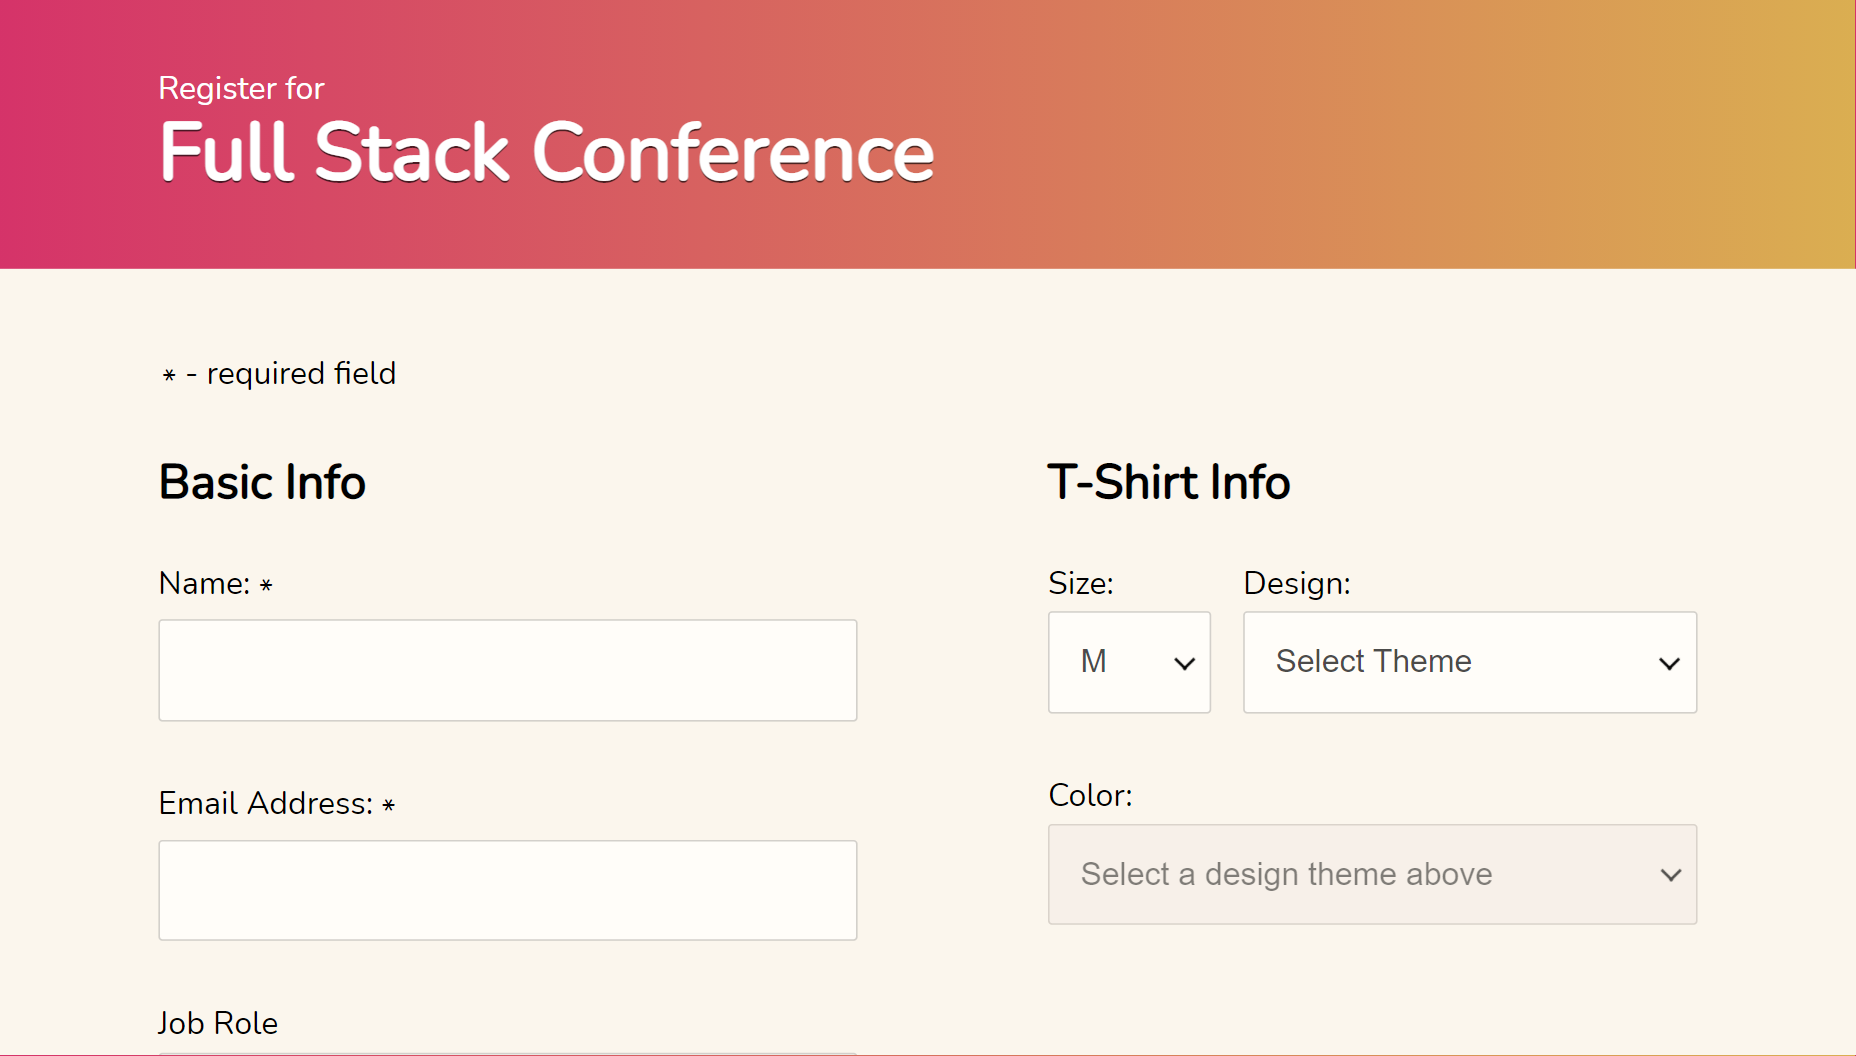 Register for
Full Stack Conference
* - required field
Basic Info
Name: *
Email Address: *
Job Role
T-Shirt Info
Size: Design:
M Select Theme
Color:
Select a design theme above